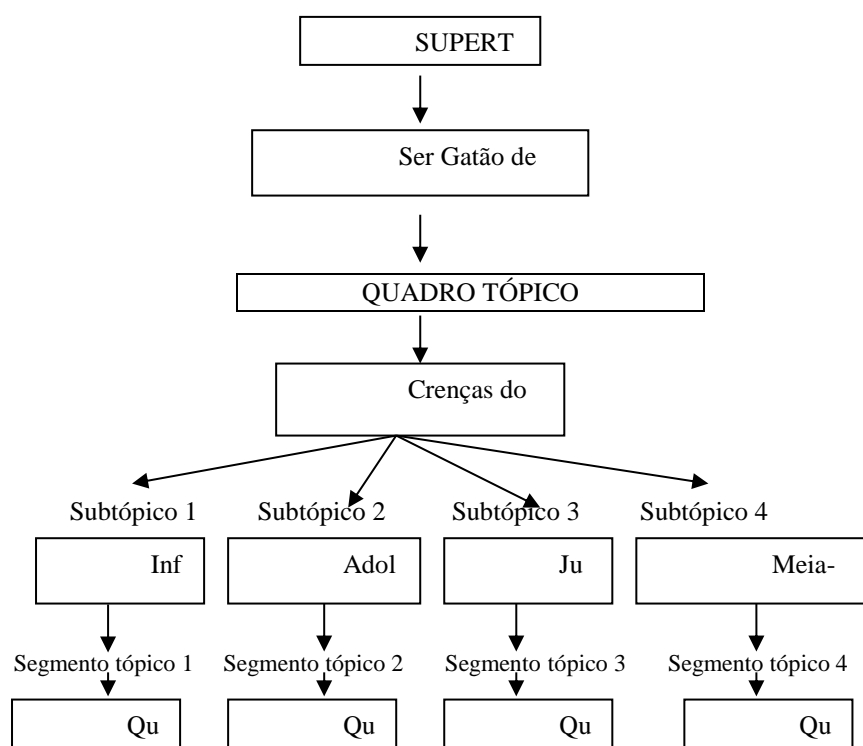 SUPERT
Ser Gatão de
QUADRO TÓPICO
Crenças do
Subtópico 1 Subtópico 2 Subtópico 3 Subtópico 4
Inf Adol Ju Meia-
Segmento tópico 1 Segmento tópico 2 Segmento tópico 3 Segmento tópico 4
Qu Qu Qu Qu